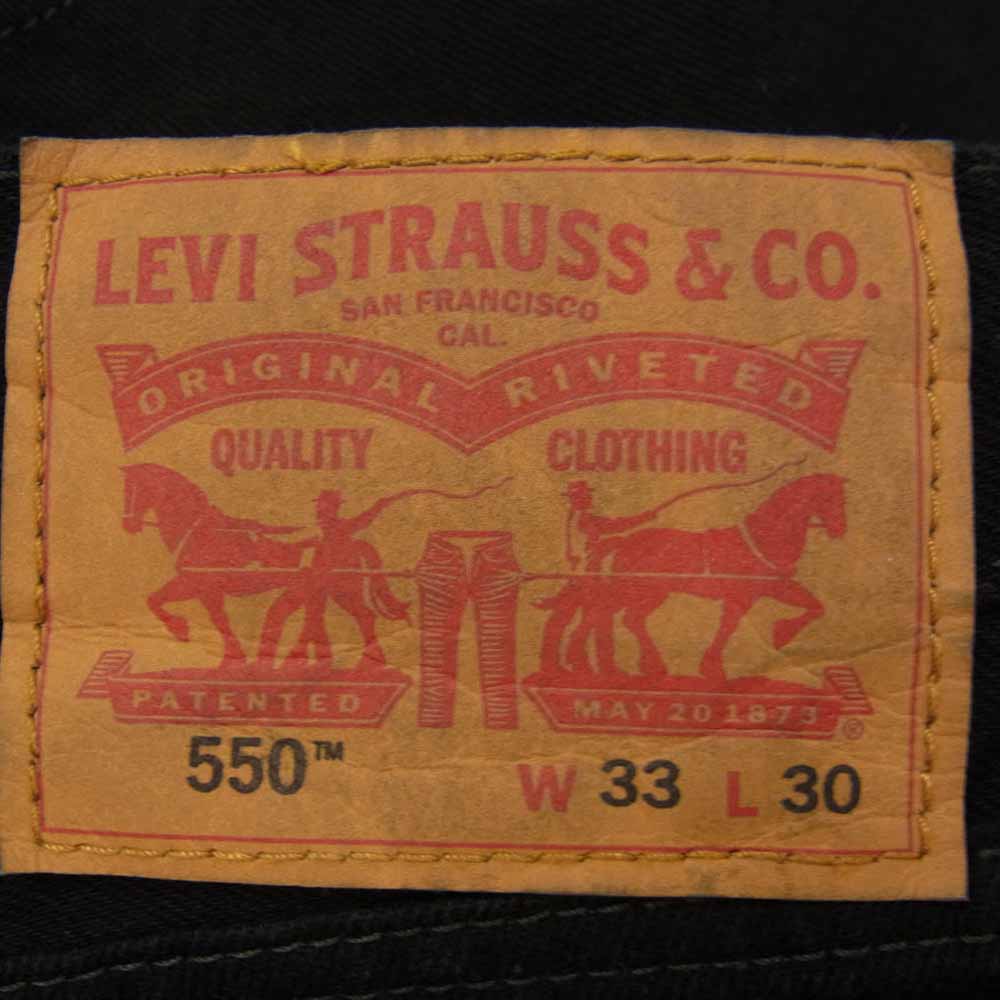 LEVI STRAUSS & CO.
SAN FRANCISCO
CAL.
ORIGINAL RIVETED
QUALITY CLOTHING
PATENTED MAY 20 1873 ®
550™ W 33 L 30